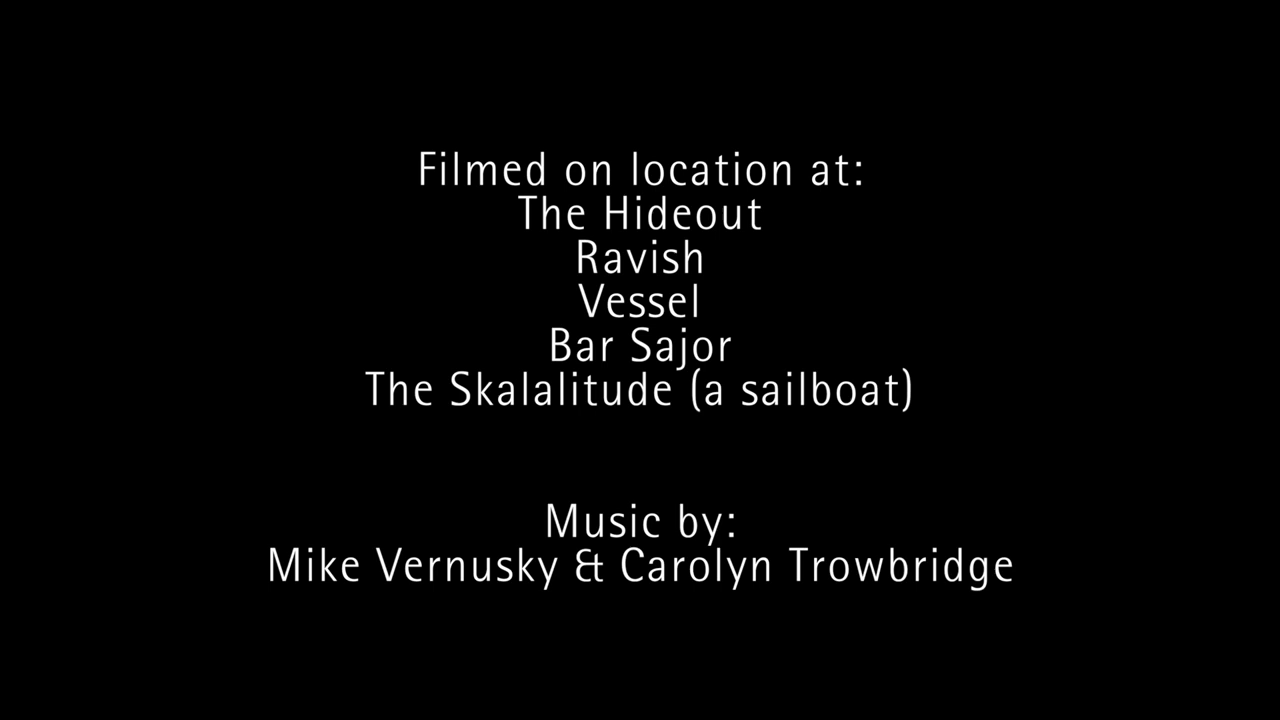 Filmed on location at:
The Hideout
Ravish
Vessel
Bar Sajor
The Skalalitude (a sailboat)
Music by:
Mike Vernusky & Carolyn Trowbridge